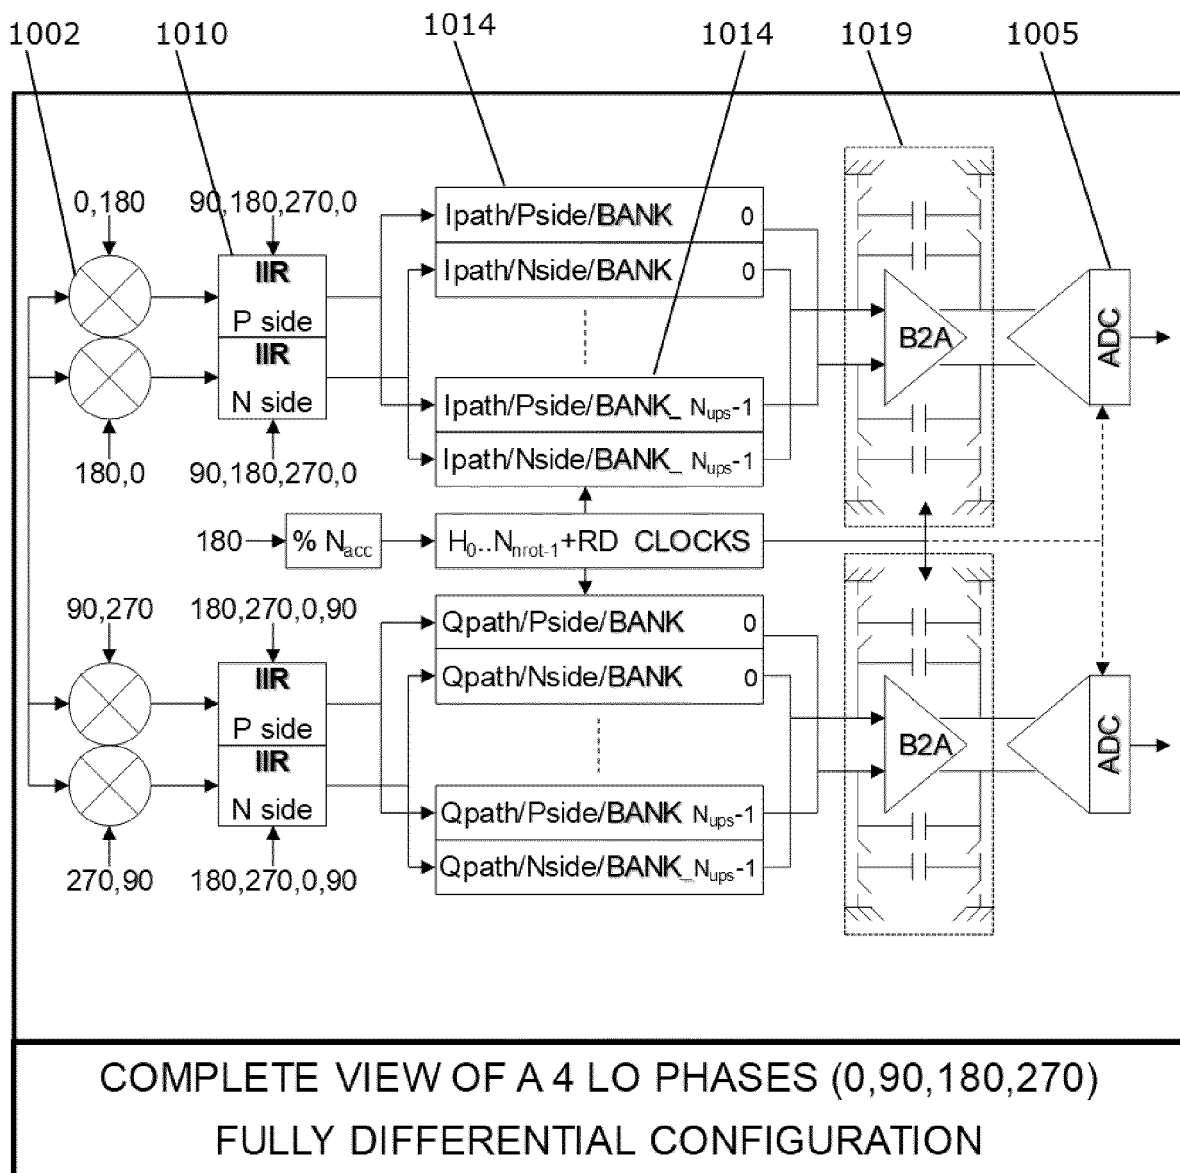 1002 1010 1014 1014 1019 1005
0,180 90,180,270,0
IIR
P side
IIR
N side
180,0 90,180,270,0
Ipath/Pside/BANK 0
Ipath/Nside/BANK 0
Ipath/Pside/BANK_ Nups-1
Ipath/Nside/BANK_ Nups-1
B2A
ADC
180 % Nacc H0..Nnrot-1+RD CLOCKS
90,270 180,270,0,90
IIR
P side
IIR
N side
270,90 180,270,0,90
Qpath/Pside/BANK 0
Qpath/Nside/BANK 0
Qpath/Pside/BANK Nups-1
Qpath/Nside/BANK_Nups-1
B2A
ADC
COMPLETE VIEW OF A 4 LO PHASES (0,90,180,270)
FULLY DIFFERENTIAL CONFIGURATION